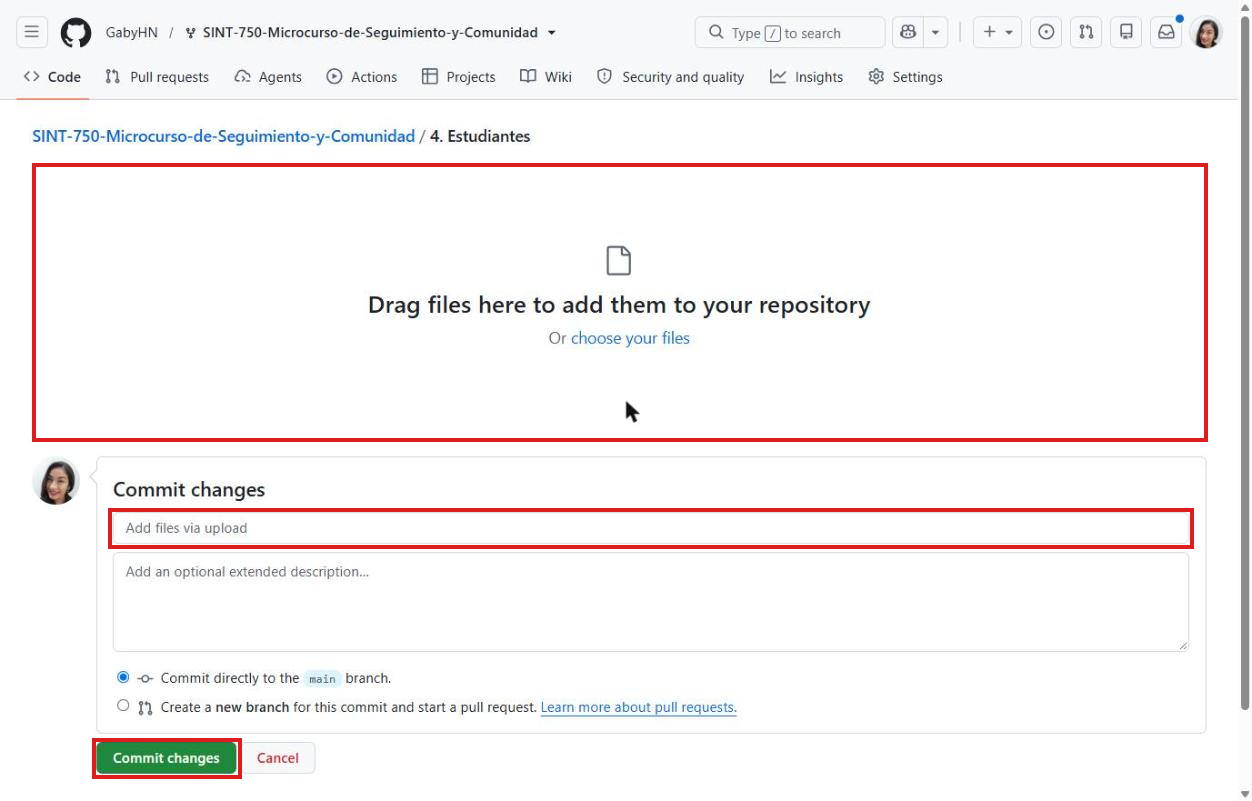 GabyHN / SINT-750-Microcurso-de-Seguimiento-y-Comunidad
Type / to search
Code Pull requests Agents Actions Projects Wiki Security and quality Insights Settings
SINT-750-Microcurso-de-Seguimiento-y-Comunidad / 4. Estudiantes
Drag files here to add them to your repository
Or choose your files
Commit changes
Add files via upload
Add an optional extended description...
Commit directly to the main branch.
Create a new branch for this commit and start a pull request. Learn more about pull requests.
Commit changes Cancel